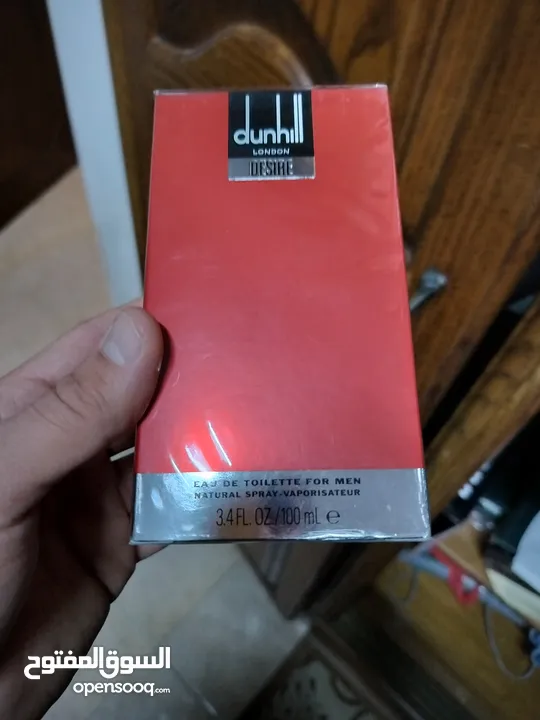 dunhill
LONDON
DESIRE
EAU DE TOILETTE FOR MEN
NATURAL SPRAY-VAPORISATEUR
3.4 FL. OZ./100 mL e
السوق المفتوح
opensooq.com